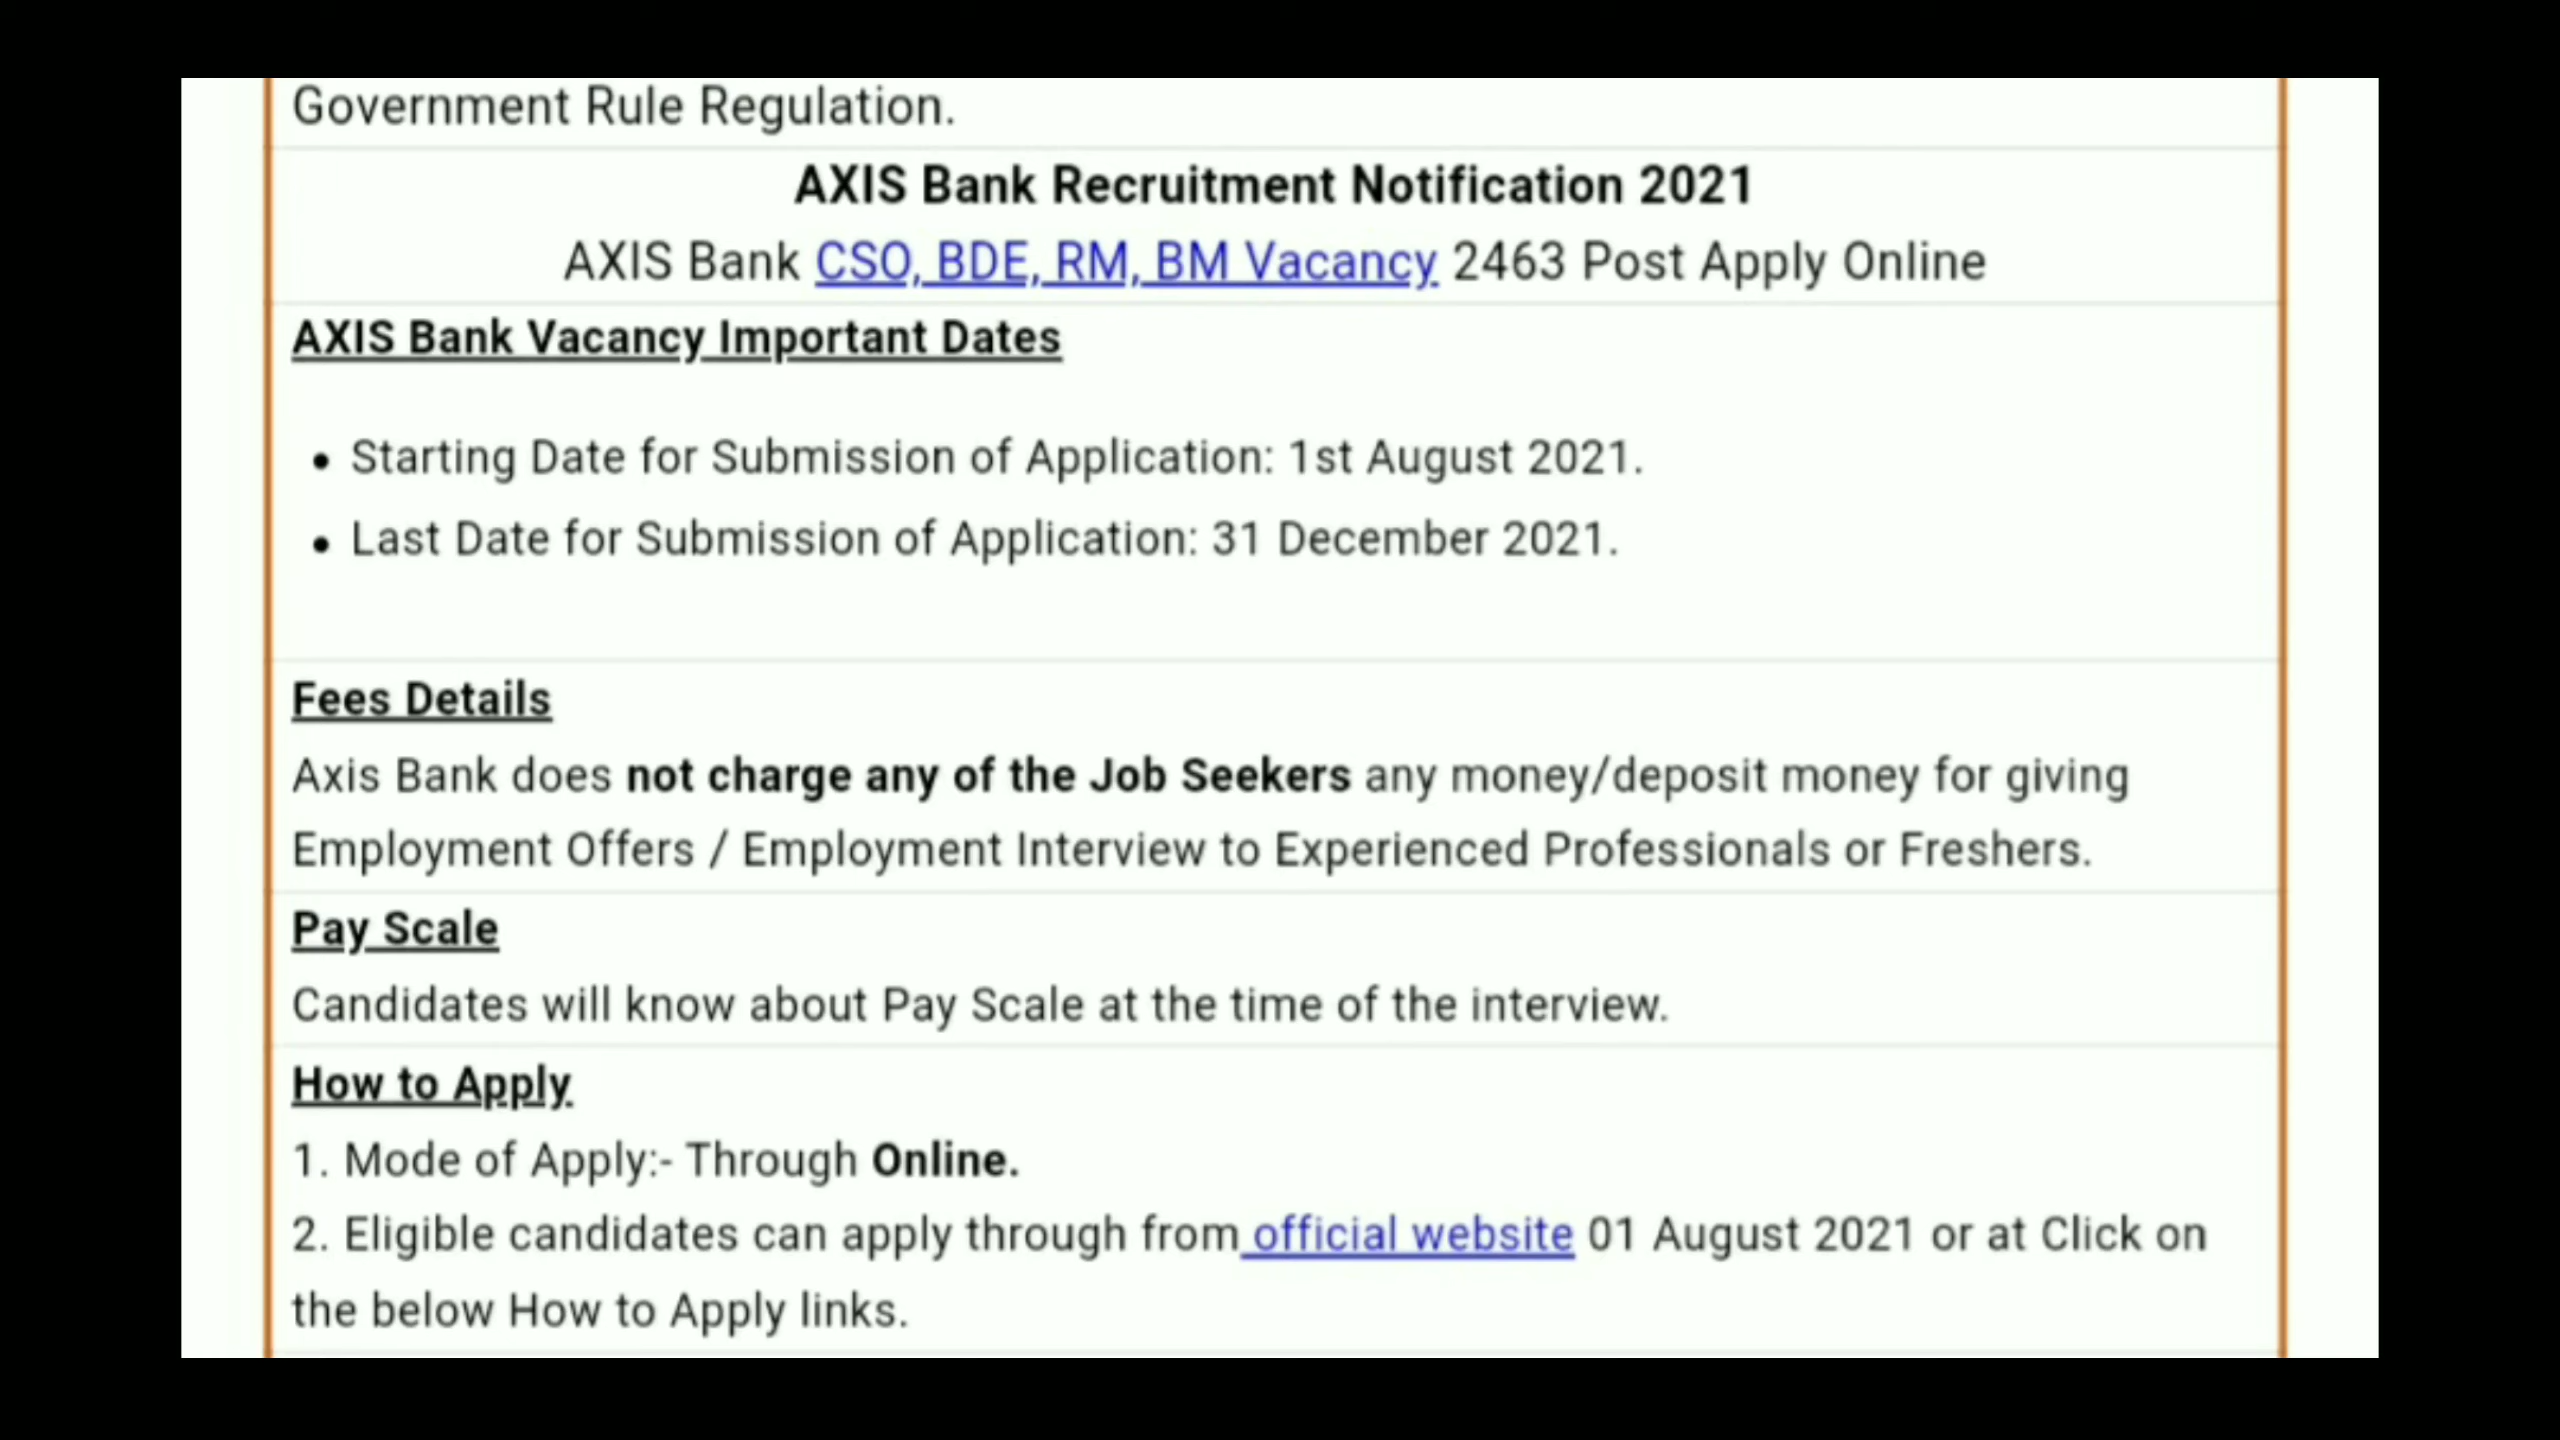 Government Rule Regulation.
AXIS Bank Recruitment Notification 2021
AXIS Bank CSO, BDE, RM, BM Vacancy 2463 Post Apply Online
AXIS Bank Vacancy Important Dates
• Starting Date for Submission of Application: 1st August 2021.
• Last Date for Submission of Application: 31 December 2021.
Fees Details
Axis Bank does not charge any of the Job Seekers any money/deposit money for giving
Employment Offers / Employment Interview to Experienced Professionals or Freshers.
Pay Scale
Candidates will know about Pay Scale at the time of the interview.
How to Apply
1. Mode of Apply:- Through Online.
2. Eligible candidates can apply through from official website 01 August 2021 or at Click on
the below How to Apply links.